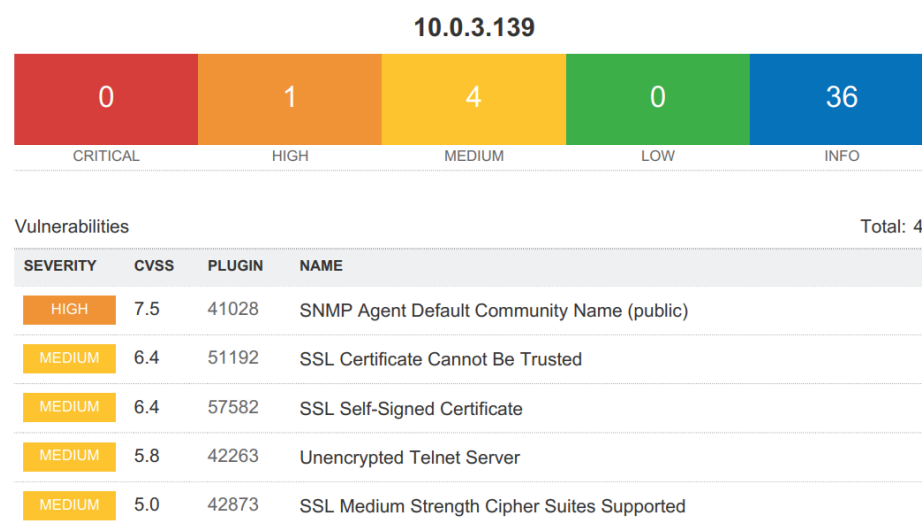 10.0.3.139
0 1 4 0 36
CRITICAL HIGH MEDIUM LOW INFO
Vulnerabilities Total: 4
SEVERITY CVSS PLUGIN NAME
HIGH 7.5 41028 SNMP Agent Default Community Name (public)
MEDIUM 6.4 51192 SSL Certificate Cannot Be Trusted
MEDIUM 6.4 57582 SSL Self-Signed Certificate
MEDIUM 5.8 42263 Unencrypted Telnet Server
MEDIUM 5.0 42873 SSL Medium Strength Cipher Suites Supported